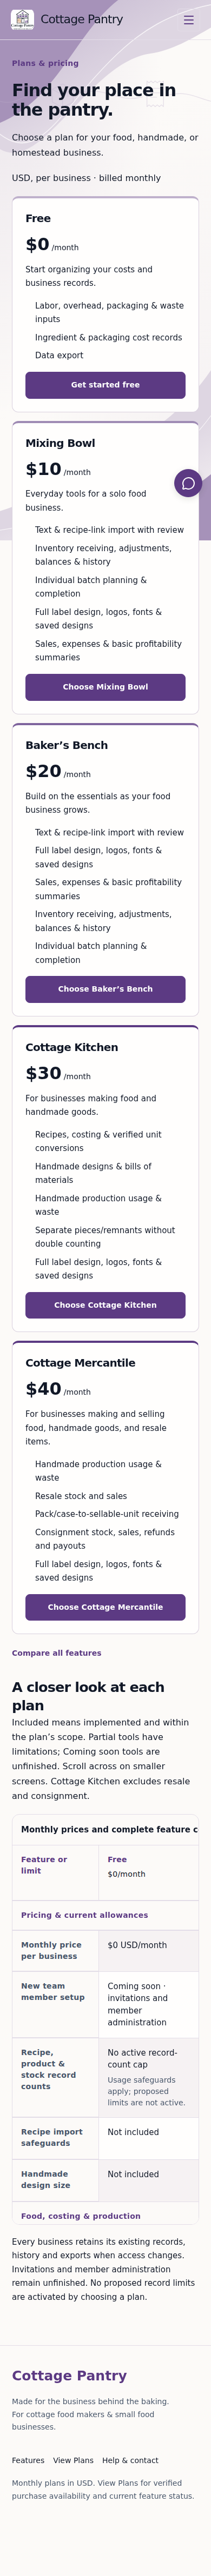 Cottage Pantry
Plans & pricing
Find your place in
the pantry.
Choose a plan for your food, handmade, or
homestead business.
USD, per business · billed monthly
Free
$0 /month
Start organizing your costs and
business records.
Labor, overhead, packaging & waste
inputs
Ingredient & packaging cost records
Data export
Get started free
Mixing Bowl
$10 /month
Everyday tools for a solo food
business.
Text & recipe-link import with review
Inventory receiving, adjustments,
balances & history
Individual batch planning &
completion
Full label design, logos, fonts &
saved designs
Sales, expenses & basic profitability
summaries
Choose Mixing Bowl
Baker’s Bench
$20 /month
Build on the essentials as your food
business grows.
Text & recipe-link import with review
Full label design, logos, fonts &
saved designs
Sales, expenses & basic profitability
summaries
Inventory receiving, adjustments,
balances & history
Individual batch planning &
completion
Choose Baker’s Bench
Cottage Kitchen
$30 /month
For businesses making food and
handmade goods.
Recipes, costing & verified unit
conversions
Handmade designs & bills of
materials
Handmade production usage &
waste
Separate pieces/remnants without
double counting
Full label design, logos, fonts &
saved designs
Choose Cottage Kitchen
Cottage Mercantile
$40 /month
For businesses making and selling
food, handmade goods, and resale
items.
Handmade production usage &
waste
Resale stock and sales
Pack/case-to-sellable-unit receiving
Consignment stock, sales, refunds
and payouts
Full label design, logos, fonts &
saved designs
Choose Cottage Mercantile
Compare all features
A closer look at each
plan
Included means implemented and within
the plan’s scope. Partial tools have
limitations; Coming soon tools are
unfinished. Scroll across on smaller
screens. Cottage Kitchen excludes resale
and consignment.
Monthly prices and complete feature c
Feature or
limit
Free
$0/month
Pricing & current allowances
Monthly price
per business
$0 USD/month
New team
member setup
Coming soon ·
invitations and
member
administration
Recipe,
product &
stock record
counts
No active record-
count cap
Usage safeguards
apply; proposed
limits are not active.
Recipe import
safeguards
Not included
Handmade
design size
Not included
Food, costing & production
Every business retains its existing records,
history and exports when access changes.
Invitations and member administration
remain unfinished. No proposed record limits
are activated by choosing a plan.
Cottage Pantry
Made for the business behind the baking.
For cottage food makers & small food
businesses.
Features View Plans Help & contact
Monthly plans in USD. View Plans for verified
purchase availability and current feature status.